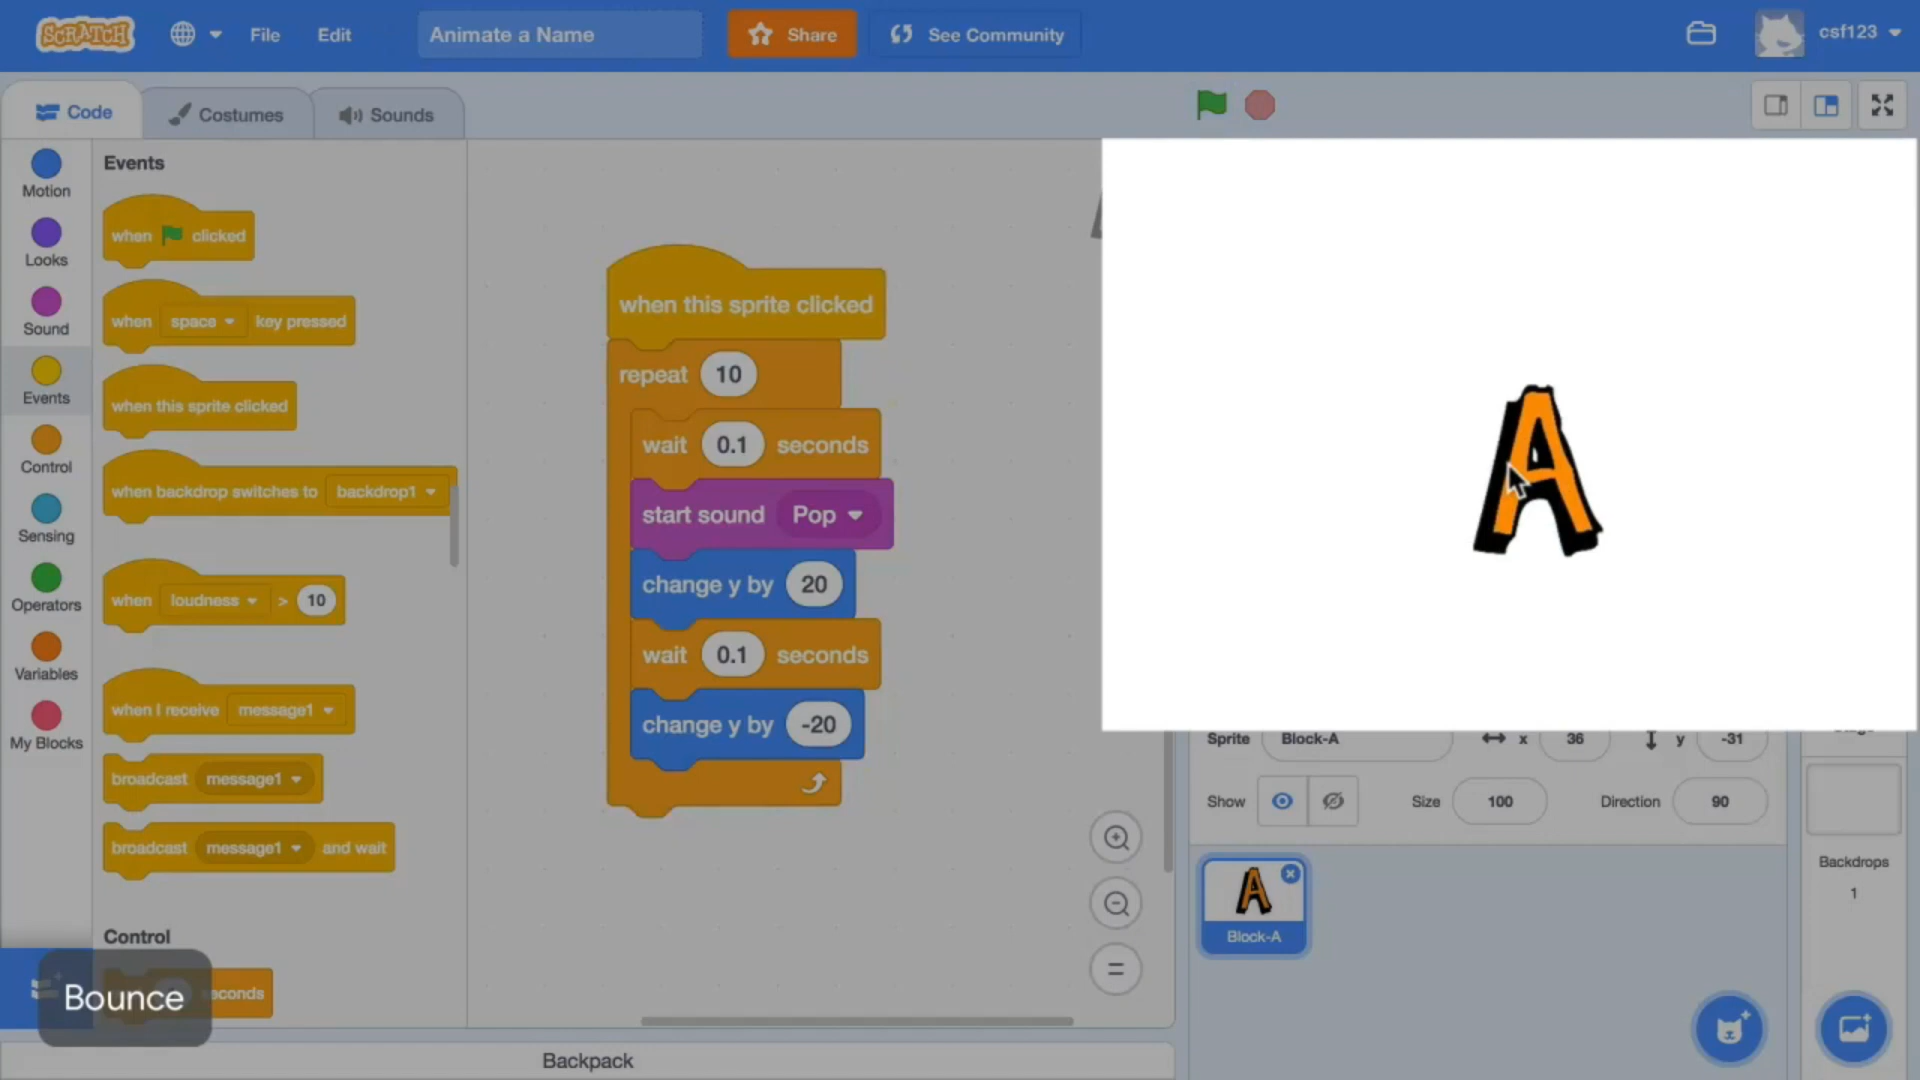 SCRATCH File Edit Animate a Name Share See Community csf123
Code Costumes Sounds
Motion
Looks
Sound
Events
Control
Sensing
Operators
Variables
My Blocks
Events
when clicked
when space key pressed
when this sprite clicked
when backdrop switches to backdrop1
when loudness > 10
when I receive message1
broadcast message1
broadcast message1 and wait
Control
seconds
Bounce
when this sprite clicked
repeat 10
wait 0.1 seconds
start sound Pop
change y by 20
wait 0.1 seconds
change y by -20
Backpack
A
Sprite Block-A x 36 y -31
Show Size 100 Direction 90
A
Block-A
Backdrops
1